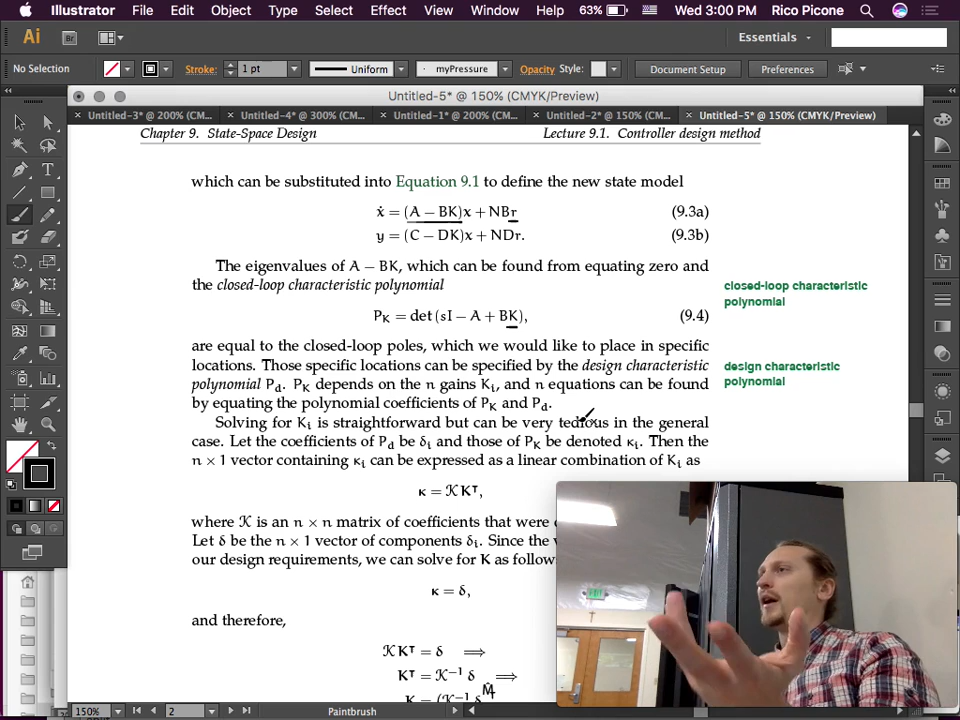 Illustrator File Edit Object Type Select Effect View Window Help 63% Wed 3:00 PM Rico Picone
Ai Br Essentials
No Selection Stroke: 1 pt Uniform myPressure Opacity Style: Document Setup Preferences
Untitled-5* @ 150% (CMYK/Preview)
Untitled-3* @ 200% (CM... Untitled-4* @ 300% (CM... Untitled-1* @ 200% (CM... Untitled-2* @ 150% (CM... Untitled-5* @ 150% (CMYK/Preview)
Chapter 9. State-Space Design Lecture 9.1. Controller design method
which can be substituted into Equation 9.1 to define the new state model
ẋ = (A − BK)x + NBr (9.3a)
y = (C − DK)x + NDr. (9.3b)
The eigenvalues of A − BK, which can be found from equating zero and
the closed-loop characteristic polynomial
closed-loop characteristic
polynomial
P_K = det(sI − A + BK), (9.4)
are equal to the closed-loop poles, which we would like to place in specific
locations. Those specific locations can be specified by the design characteristic
polynomial P_d. P_K depends on the n gains K_i, and n equations can be found
by equating the polynomial coefficients of P_K and P_d.
design characteristic
polynomial
Solving for K_i is straightforward but can be very tedious in the general
case. Let the coefficients of P_d be δ_i and those of P_K be denoted κ_i. Then the
n × 1 vector containing κ_i can be expressed as a linear combination of K_i as
κ = 𝒦K^T,
where 𝒦 is an n × n matrix of coefficients that were
Let δ be the n × 1 vector of components δ_i. Since the
our design requirements, we can solve for K as follow
κ = δ,
and therefore,
𝒦K^T = δ ⟹
K^T = 𝒦^−1 δ ⟹
150% 2 Paintbrush